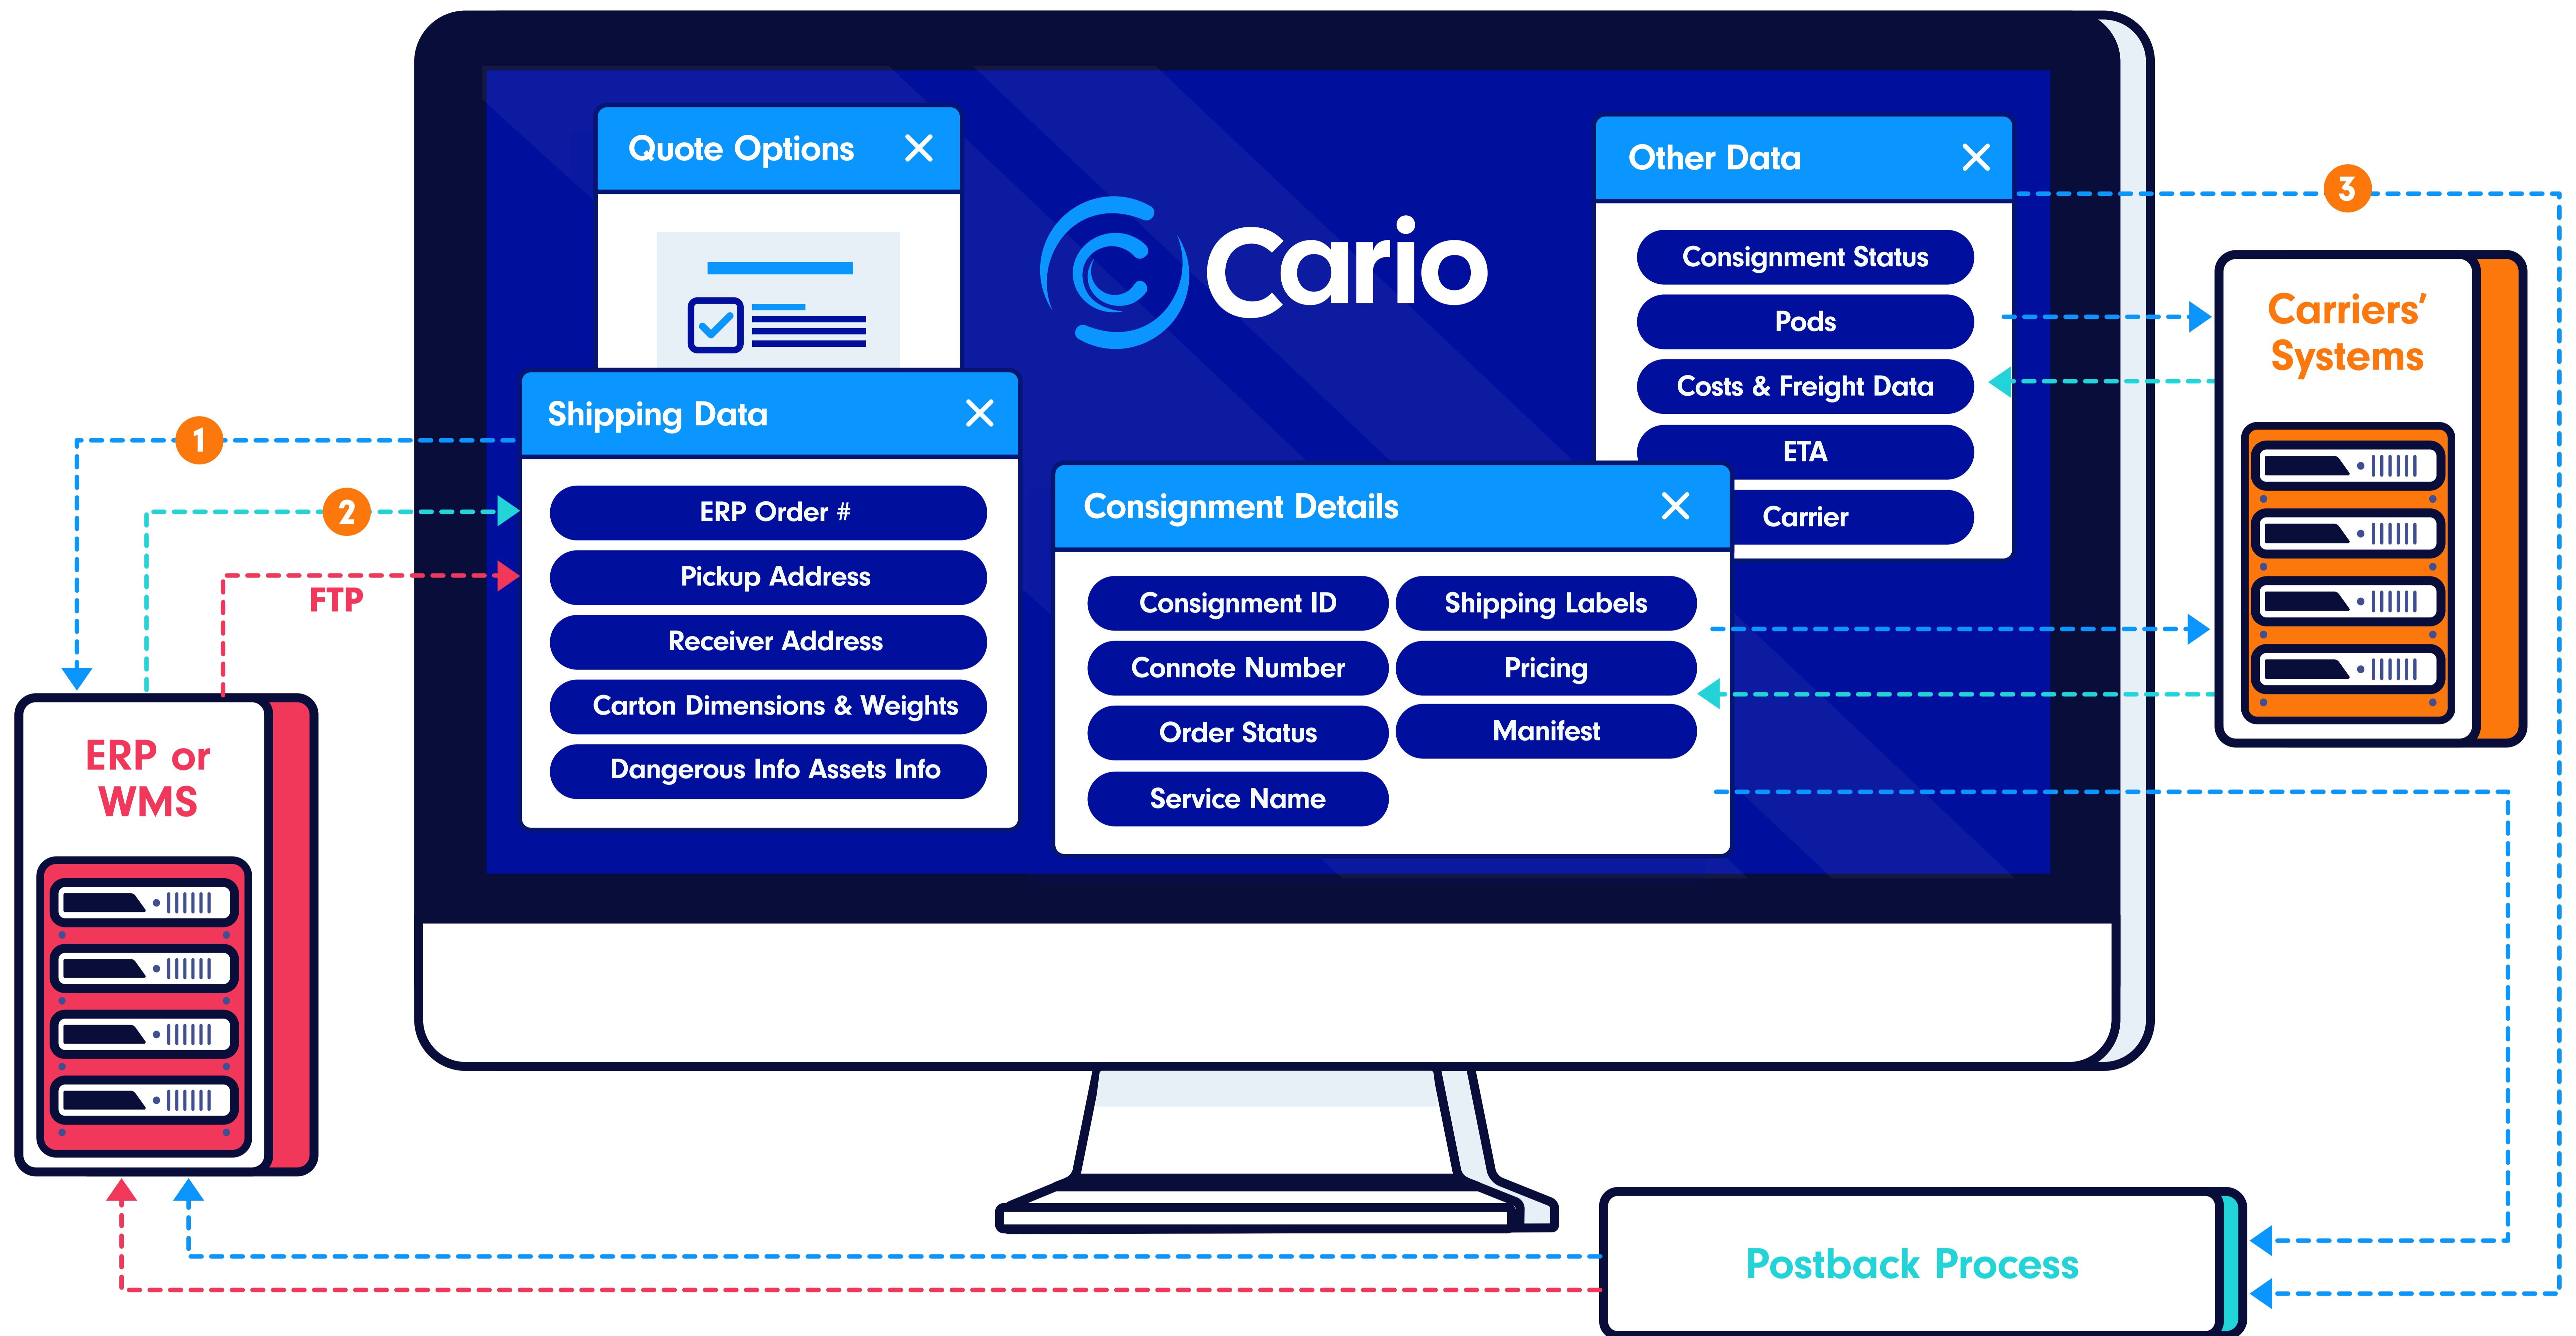 Quote Options
Cario
Other Data
Consignment Status
Pods
Costs & Freight Data
ETA
Carrier
3
Carriers'
Systems
1
2
FTP
Shipping Data
ERP Order #
Pickup Address
Receiver Address
Carton Dimensions & Weights
Dangerous Info Assets Info
Consignment Details
Consignment ID
Shipping Labels
Connote Number
Pricing
Order Status
Manifest
Service Name
ERP or
WMS
Postback Process